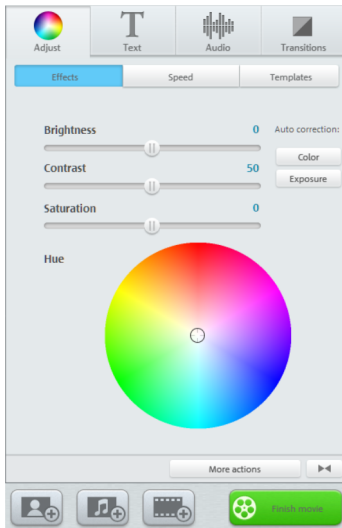 T
Adjust Text Audio Transitions
Effects Speed Templates
Brightness 0 Auto correction:
Color
Contrast 50
Exposure
Saturation 0
Hue
More actions
Finish movie